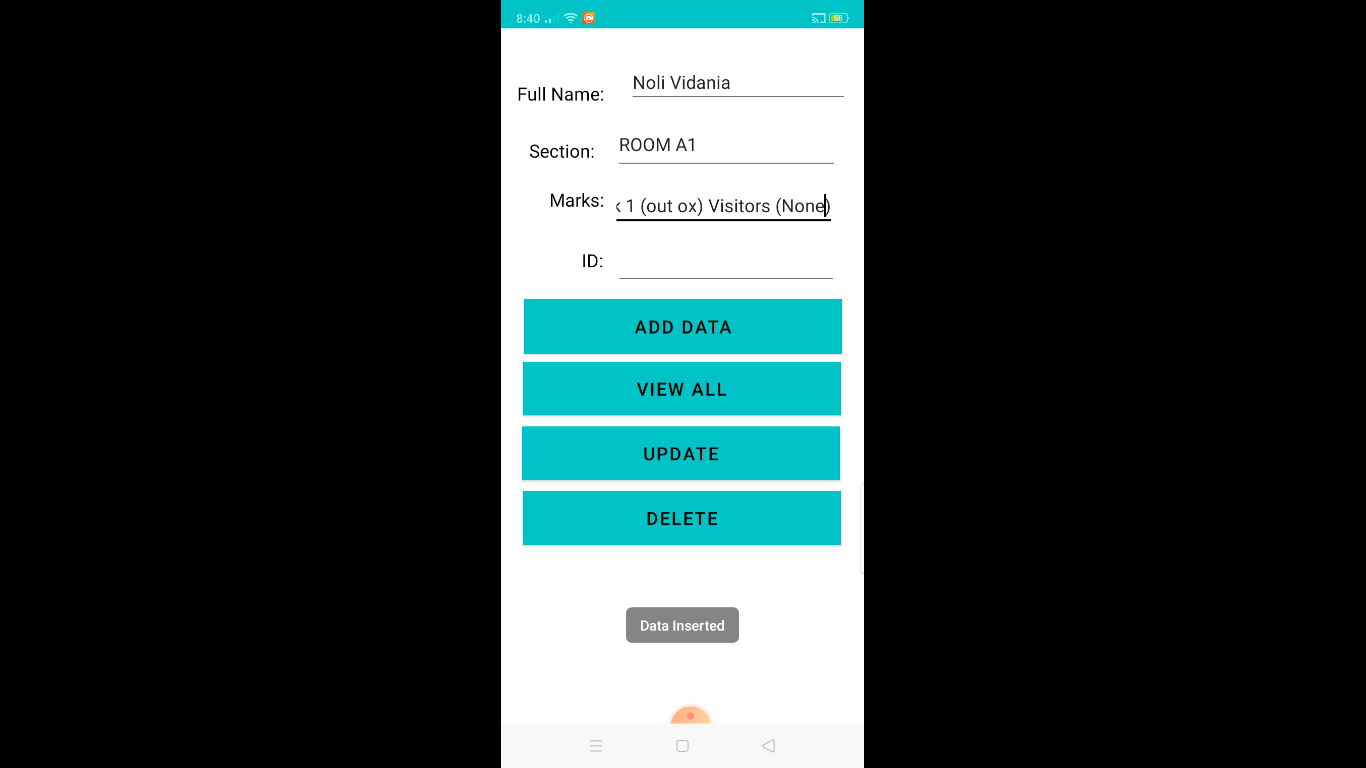 8:40
58
Full Name: Noli Vidania
Section: ROOM A1
Marks: 1 (out ox) Visitors (None)
ID:
ADD DATA
VIEW ALL
UPDATE
DELETE
Data Inserted